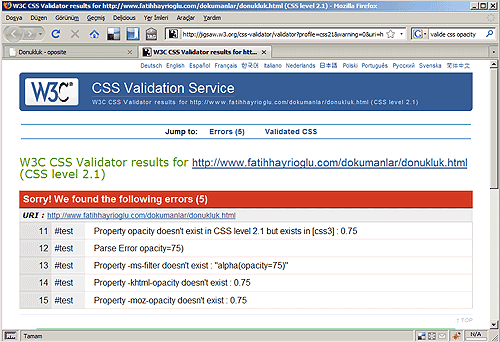 W3C CSS Validator results for http://www.fatihhayrioglu.com/dokumanlar/donukluk.html (CSS level 2.1) - Mozilla Firefox
Dosya Düzen Görünüm Geçmiş Yer İmleri Araçlar Yardım
http://jigsaw.w3.org/css-validator/validator?profile=css21&warning=0&uri=h
valide css opacity
Donukluk - oposite
W3C CSS Validator results for htt...
Deutsch English Español Français 한국어 Italiano Nederlands 日本語 Polski Português Русский Svenska 简体中文
W3C
CSS Validation Service
W3C CSS Validator results for http://www.fatihhayrioglu.com/dokumanlar/donukluk.html (CSS level 2.1)
Jump to: Errors (5) Validated CSS
W3C CSS Validator results for http://www.fatihhayrioglu.com/dokumanlar/donukluk.html
(CSS level 2.1)
Sorry! We found the following errors (5)
URI : http://www.fatihhayrioglu.com/dokumanlar/donukluk.html
11 #test Property opacity doesn't exist in CSS level 2.1 but exists in [css3] : 0.75
12 #test Parse Error opacity=75)
13 #test Property -ms-filter doesn't exist : "alpha(opacity=75)"
14 #test Property -khtml-opacity doesn't exist : 0.75
15 #test Property -moz-opacity doesn't exist : 0.75
↑ TOP
Tamam
N/A